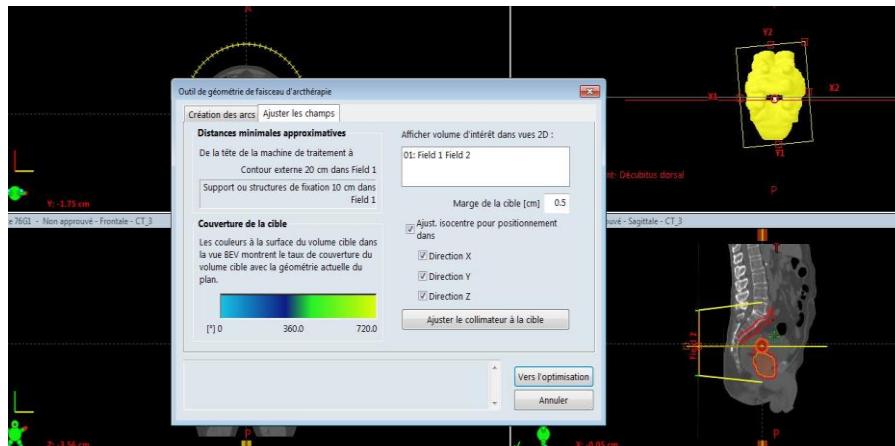 Outil de géométrie de faisceau d'arcthérapie
Création des arcs
Ajuster les champs
Distances minimales approximatives
De la tête de la machine de traitement à
Contour externe 20 cm dans Field 1
Support ou structures de fixation 10 cm dans
Field 1
Couverture de la cible
Les couleurs à la surface du volume cible dans
la vue BEV montrent le taux de couverture du
volume cible avec la géométrie actuelle du
plan.
[°] 0 360.0 720.0
Afficher volume d'intérêt dans vues 2D :
01: Field 1 Field 2
Marge de la cible [cm] 0.5
Ajust. isocentre pour positionnement
dans
Direction X
Direction Y
Direction Z
Ajuster le collimateur à la cible
Vers l'optimisation
Annuler
Y2
X1
X2
Y1
Décubitus dorsal
P
Y: -1.75 cm
76G1 - Non approuvé - Frontale - CT_3
uvé - Sagittale - CT_3
Field 2
P
P
Z: -3.56 cm
X: -0.05 cm